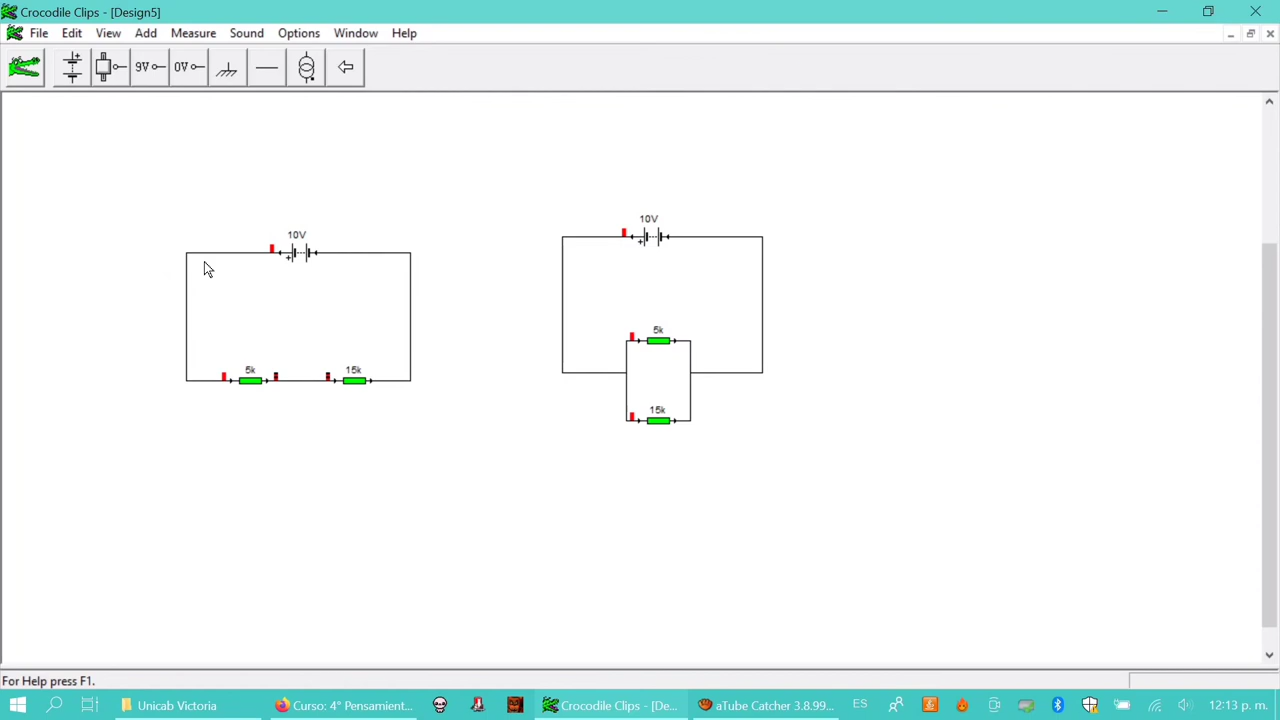 Crocodile Clips - [Design5]
File Edit View Add Measure Sound Options Window Help
9V 0V
10V
10V
5k
5k 15k
15k
For Help press F1.
Unicab Victoria
Curso: 4° Pensamient...
Crocodile Clips - [De...
aTube Catcher 3.8.99...
ES
12:13 p. m.